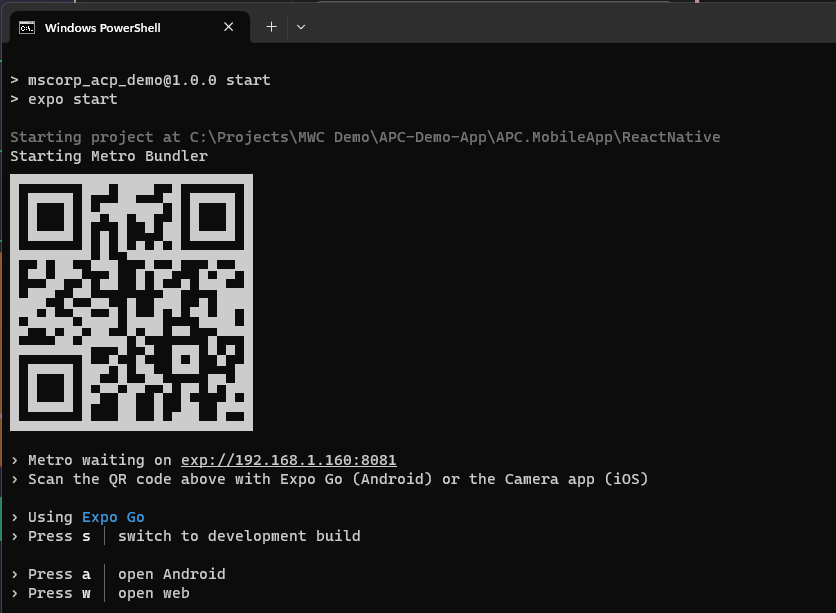 Windows PowerShell
> mscorp_acp_demo@1.0.0 start
> expo start
Starting project at C:\Projects\MWC Demo\APC-Demo-App\APC.MobileApp\ReactNative
Starting Metro Bundler
› Metro waiting on exp://192.168.1.160:8081
› Scan the QR code above with Expo Go (Android) or the Camera app (iOS)
› Using Expo Go
› Press s │ switch to development build
› Press a │ open Android
› Press w │ open web